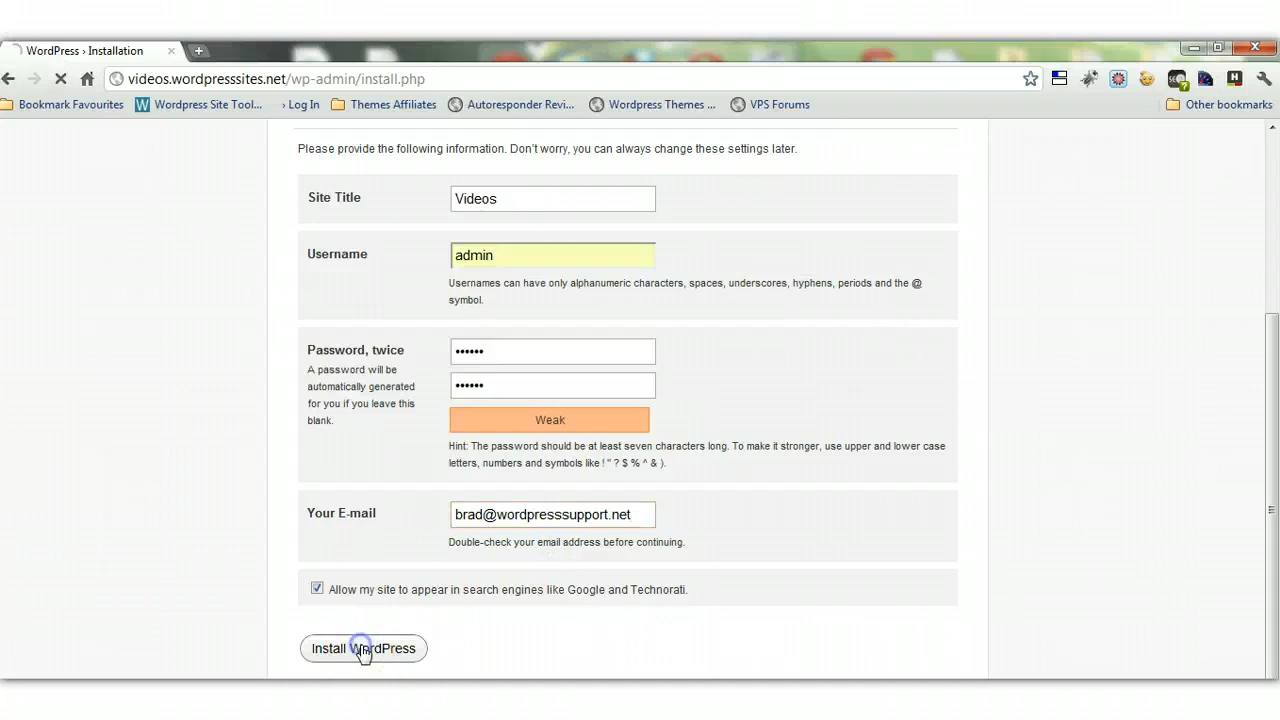 WordPress › Installation
videos.wordpresssites.net/wp-admin/install.php
Bookmark Favourites
Wordpress Site Tool...
› Log In
Themes Affiliates
Autoresponder Revi...
Wordpress Themes ...
VPS Forums
Other bookmarks
Please provide the following information. Don't worry, you can always change these settings later.
Site Title
Videos
Username
admin
Usernames can have only alphanumeric characters, spaces, underscores, hyphens, periods and the @
symbol.
Password, twice
A password will be
automatically generated
for you if you leave this
blank.
••••••
••••••
Weak
Hint: The password should be at least seven characters long. To make it stronger, use upper and lower case
letters, numbers and symbols like ! " ? $ % ^ & ).
Your E-mail
brad@wordpresssupport.net
Double-check your email address before continuing.
Allow my site to appear in search engines like Google and Technorati.
Install WordPress